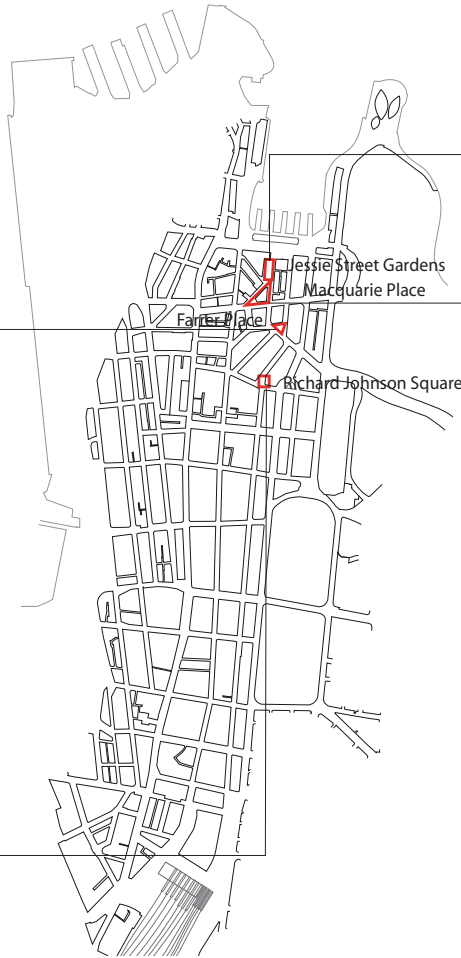 Jessie Street Gardens
Macquarie Place
Farrer Place
Richard Johnson Square